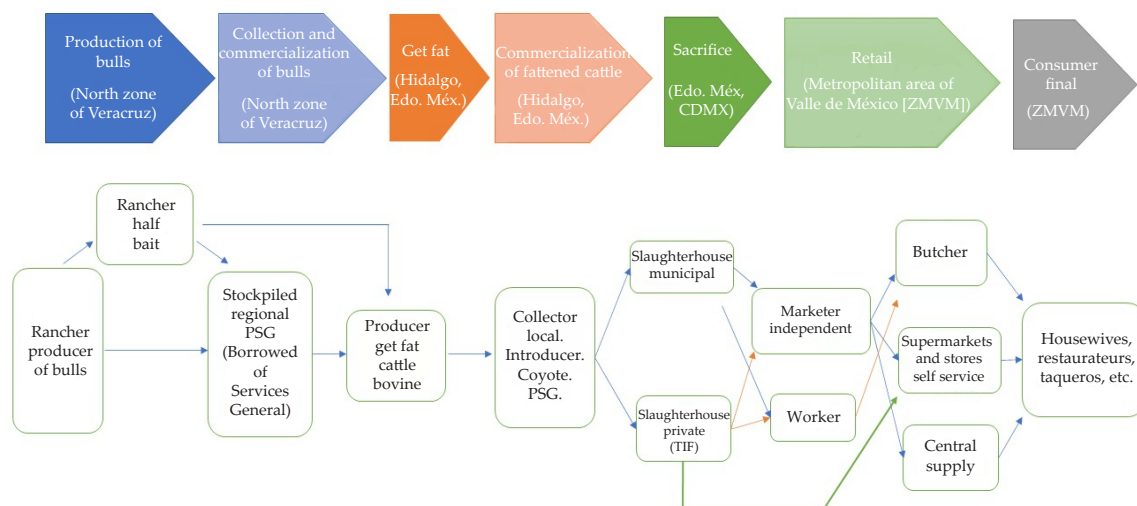 Production of
bulls
(North zone
of Veracruz)
Collection and
commercialization
of bulls
(North zone
of Veracruz)
Get fat
(Hidalgo,
Edo. Méx.)
Commercialization
of fattened cattle
(Hidalgo,
Edo. Méx.)
Sacrifice
(Edo. Méx,
CDMX)
Retail
(Metropolitan area of
Valle de México [ZMVM])
Consumer
final
(ZMVM)
Rancher
half
bait
Rancher
producer
of bulls
Stockpiled
regional
PSG
(Borrowed
of
Services
General)
Producer
get fat
cattle
bovine
Collector
local.
Introducer.
Coyote.
PSG.
Slaughterhouse
municipal
Slaughterhouse
private
(TIF)
Marketer
independent
Worker
Butcher
Supermarkets
and stores
self service
Central
supply
Housewives,
restaurateurs,
taqueros, etc.